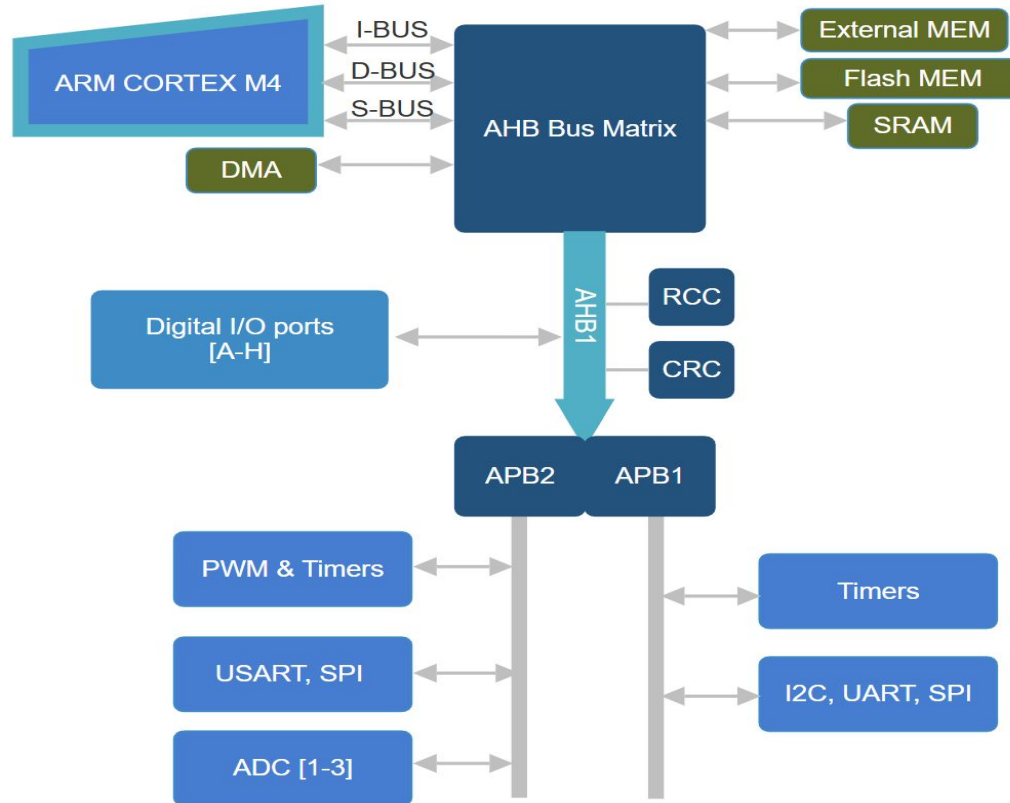 I-BUS
External MEM
ARM CORTEX M4
D-BUS
Flash MEM
S-BUS
AHB Bus Matrix
SRAM
DMA
AHB1
RCC
Digital I/O ports
[A-H]
CRC
APB2
APB1
PWM & Timers
Timers
USART, SPI
I2C, UART, SPI
ADC [1-3]